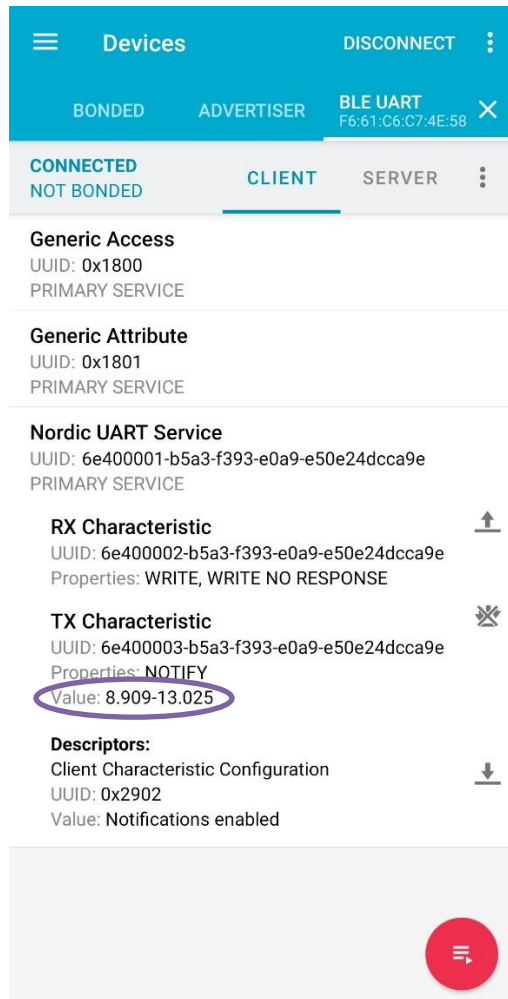 Devices
DISCONNECT
BONDED
ADVERTISER
BLE UART
F6:61:C6:C7:4E:58
CONNECTED
NOT BONDED
CLIENT
SERVER
Generic Access
UUID: 0x1800
PRIMARY SERVICE
Generic Attribute
UUID: 0x1801
PRIMARY SERVICE
Nordic UART Service
UUID: 6e400001-b5a3-f393-e0a9-e50e24dcca9e
PRIMARY SERVICE
RX Characteristic
UUID: 6e400002-b5a3-f393-e0a9-e50e24dcca9e
Properties: WRITE, WRITE NO RESPONSE
TX Characteristic
UUID: 6e400003-b5a3-f393-e0a9-e50e24dcca9e
Properties: NOTIFY
Value: 8.909-13.025
Descriptors:
Client Characteristic Configuration
UUID: 0x2902
Value: Notifications enabled